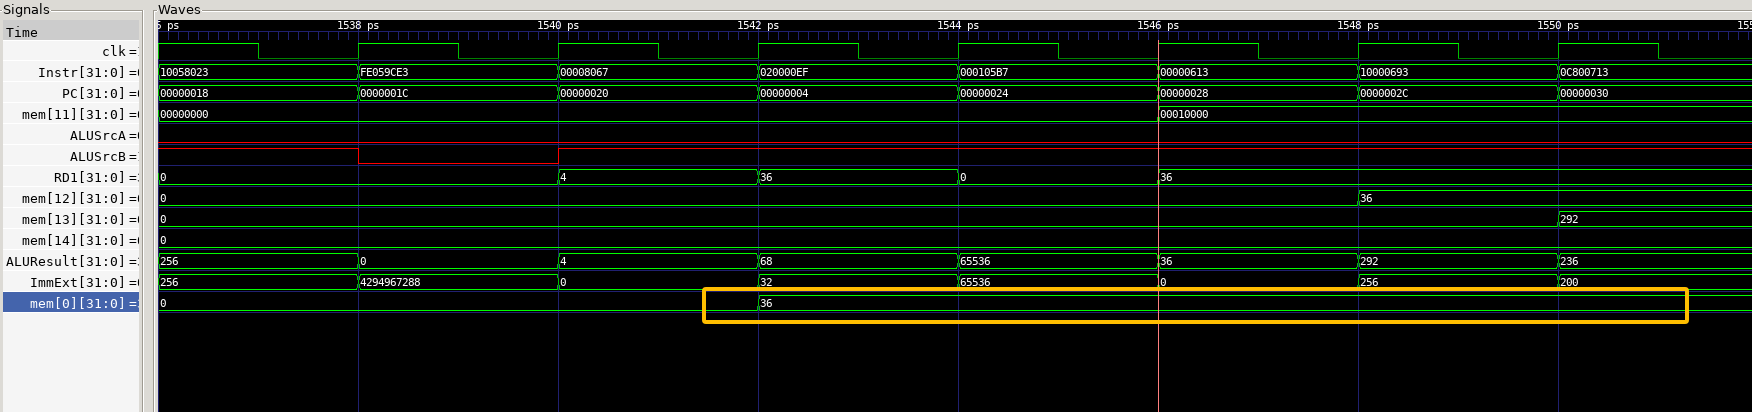 Signals Waves
Time
1538 ps 1540 ps 1542 ps 1544 ps 1546 ps 1548 ps 1550 ps
clk=
Instr[31:0]= 10058023 FE059CE3 00008067 020000EF 000105B7 00000613 10000693 0C800713
PC[31:0]= 00000018 0000001C 00000020 00000004 00000024 00000028 0000002C 00000030
mem[11][31:0]= 00000000 00010000
ALUSrcA=
ALUSrcB=
RD1[31:0]= 0 4 36 0 36
mem[12][31:0]= 0 36
mem[13][31:0]= 0 292
mem[14][31:0]= 0
ALUResult[31:0]= 256 0 4 68 65536 36 292 236
ImmExt[31:0]= 256 4294967288 0 32 65536 0 256 200
mem[0][31:0]= 0 36